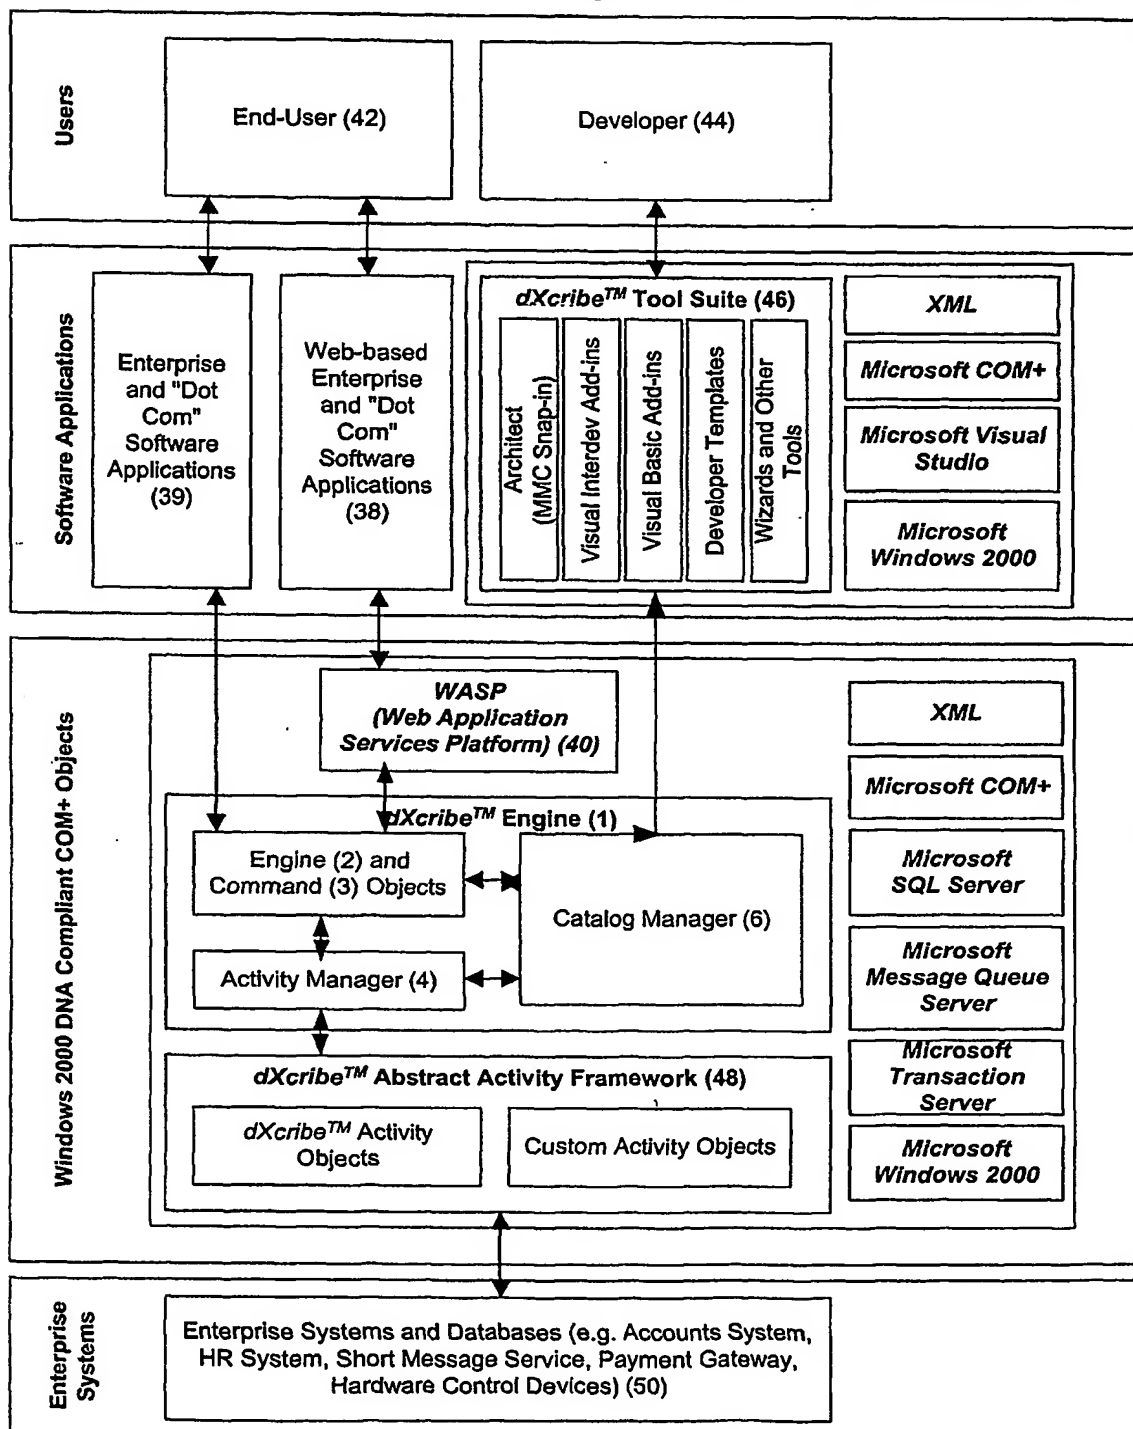 Users
End-User (42)
Developer (44)
Software Applications
Enterprise
and "Dot
Com"
Software
Applications
(39)
Web-based
Enterprise
and "Dot
Com"
Software
Applications
(38)
dXcribe™ Tool Suite (46)
Architect
(MMC Snap-in)
Visual Interdev Add-ins
Visual Basic Add-ins
Developer Templates
Wizards and Other
Tools
XML
Microsoft COM+
Microsoft Visual
Studio
Microsoft
Windows 2000
Windows 2000 DNA Compliant COM+ Objects
WASP
(Web Application
Services Platform) (40)
dXcribe™ Engine (1)
Engine (2) and
Command (3) Objects
Catalog Manager (6)
Activity Manager (4)
dXcribe™ Abstract Activity Framework (48)
dXcribe™ Activity
Objects
Custom Activity Objects
XML
Microsoft COM+
Microsoft
SQL Server
Microsoft
Message Queue
Server
Microsoft
Transaction
Server
Microsoft
Windows 2000
Enterprise
Systems
Enterprise Systems and Databases (e.g. Accounts System,
HR System, Short Message Service, Payment Gateway,
Hardware Control Devices) (50)